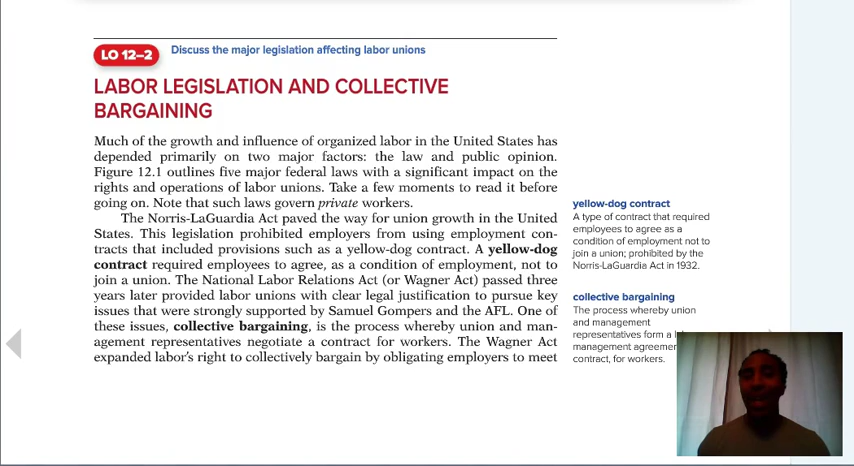 LO 12–2 Discuss the major legislation affecting labor unions
LABOR LEGISLATION AND COLLECTIVE
BARGAINING
Much of the growth and influence of organized labor in the United States has
depended primarily on two major factors: the law and public opinion.
Figure 12.1 outlines five major federal laws with a significant impact on the
rights and operations of labor unions. Take a few moments to read it before
going on. Note that such laws govern private workers.
The Norris-LaGuardia Act paved the way for union growth in the United
States. This legislation prohibited employers from using employment con-
tracts that included provisions such as a yellow-dog contract. A yellow-dog
contract required employees to agree, as a condition of employment, not to
join a union. The National Labor Relations Act (or Wagner Act) passed three
years later provided labor unions with clear legal justification to pursue key
issues that were strongly supported by Samuel Gompers and the AFL. One of
these issues, collective bargaining, is the process whereby union and man-
agement representatives negotiate a contract for workers. The Wagner Act
expanded labor's right to collectively bargain by obligating employers to meet
yellow-dog contract
A type of contract that required
employees to agree as a
condition of employment not to
join a union; prohibited by the
Norris-LaGuardia Act in 1932.
collective bargaining
The process whereby union
and management
representatives form a
management
contract, for workers.